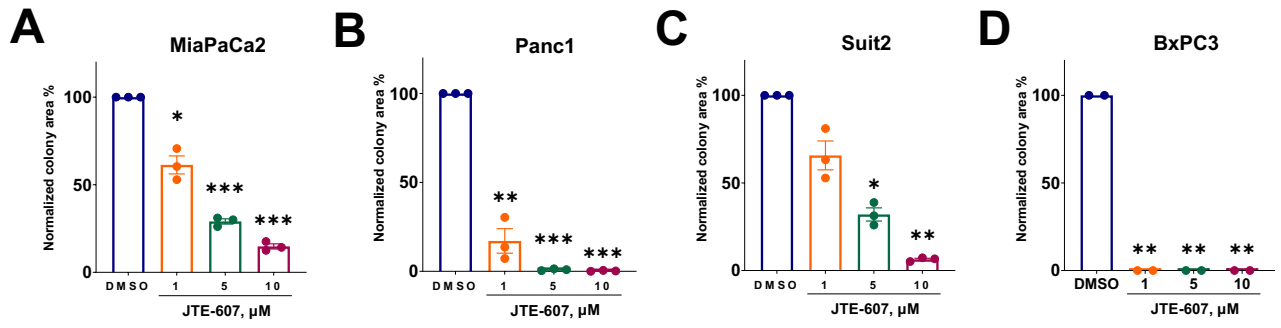 A
MiaPaCa2
Normalized colony area %
100
50
0
*
***
***
DMSO
1
5
10
JTE-607, µM
B
Panc1
Normalized colony area %
100
50
0
**
***
***
DMSO
1
5
10
JTE-607, µM
C
Suit2
Normalized colony area %
100
50
0
*
**
DMSO
1
5
10
JTE-607, µM
D
BxPC3
Normalized colony area %
100
50
0
**
**
**
DMSO
1
5
10
JTE-607, µM